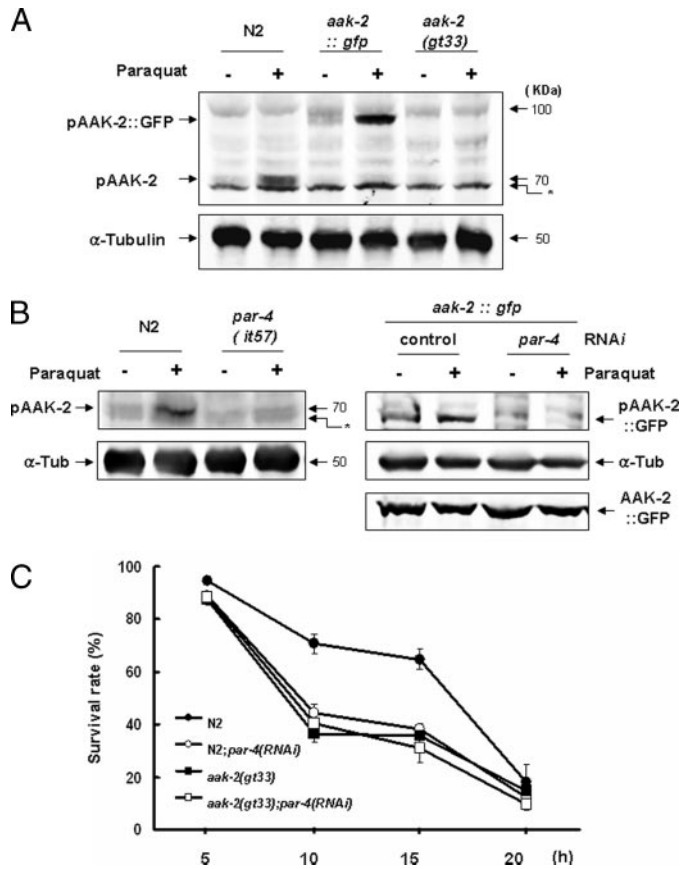 A
N2
aak-2 :: gfp
aak-2 (gt33)
Paraquat - + - + - + (KDa)
pAAK-2::GFP 100
pAAK-2 70
*
α-Tubulin 50
B
N2
par-4 (it57)
Paraquat - + - +
pAAK-2 70
*
α-Tub 50
aak-2 :: gfp
control par-4 RNAi
- + - + Paraquat
pAAK-2 ::GFP
α-Tub
AAK-2 ::GFP
C
Survival rate (%)
100
80
60
40
20
0
N2
N2;par-4(RNAi)
aak-2(gt33)
aak-2(gt33);par-4(RNAi)
5 10 15 20 (h)